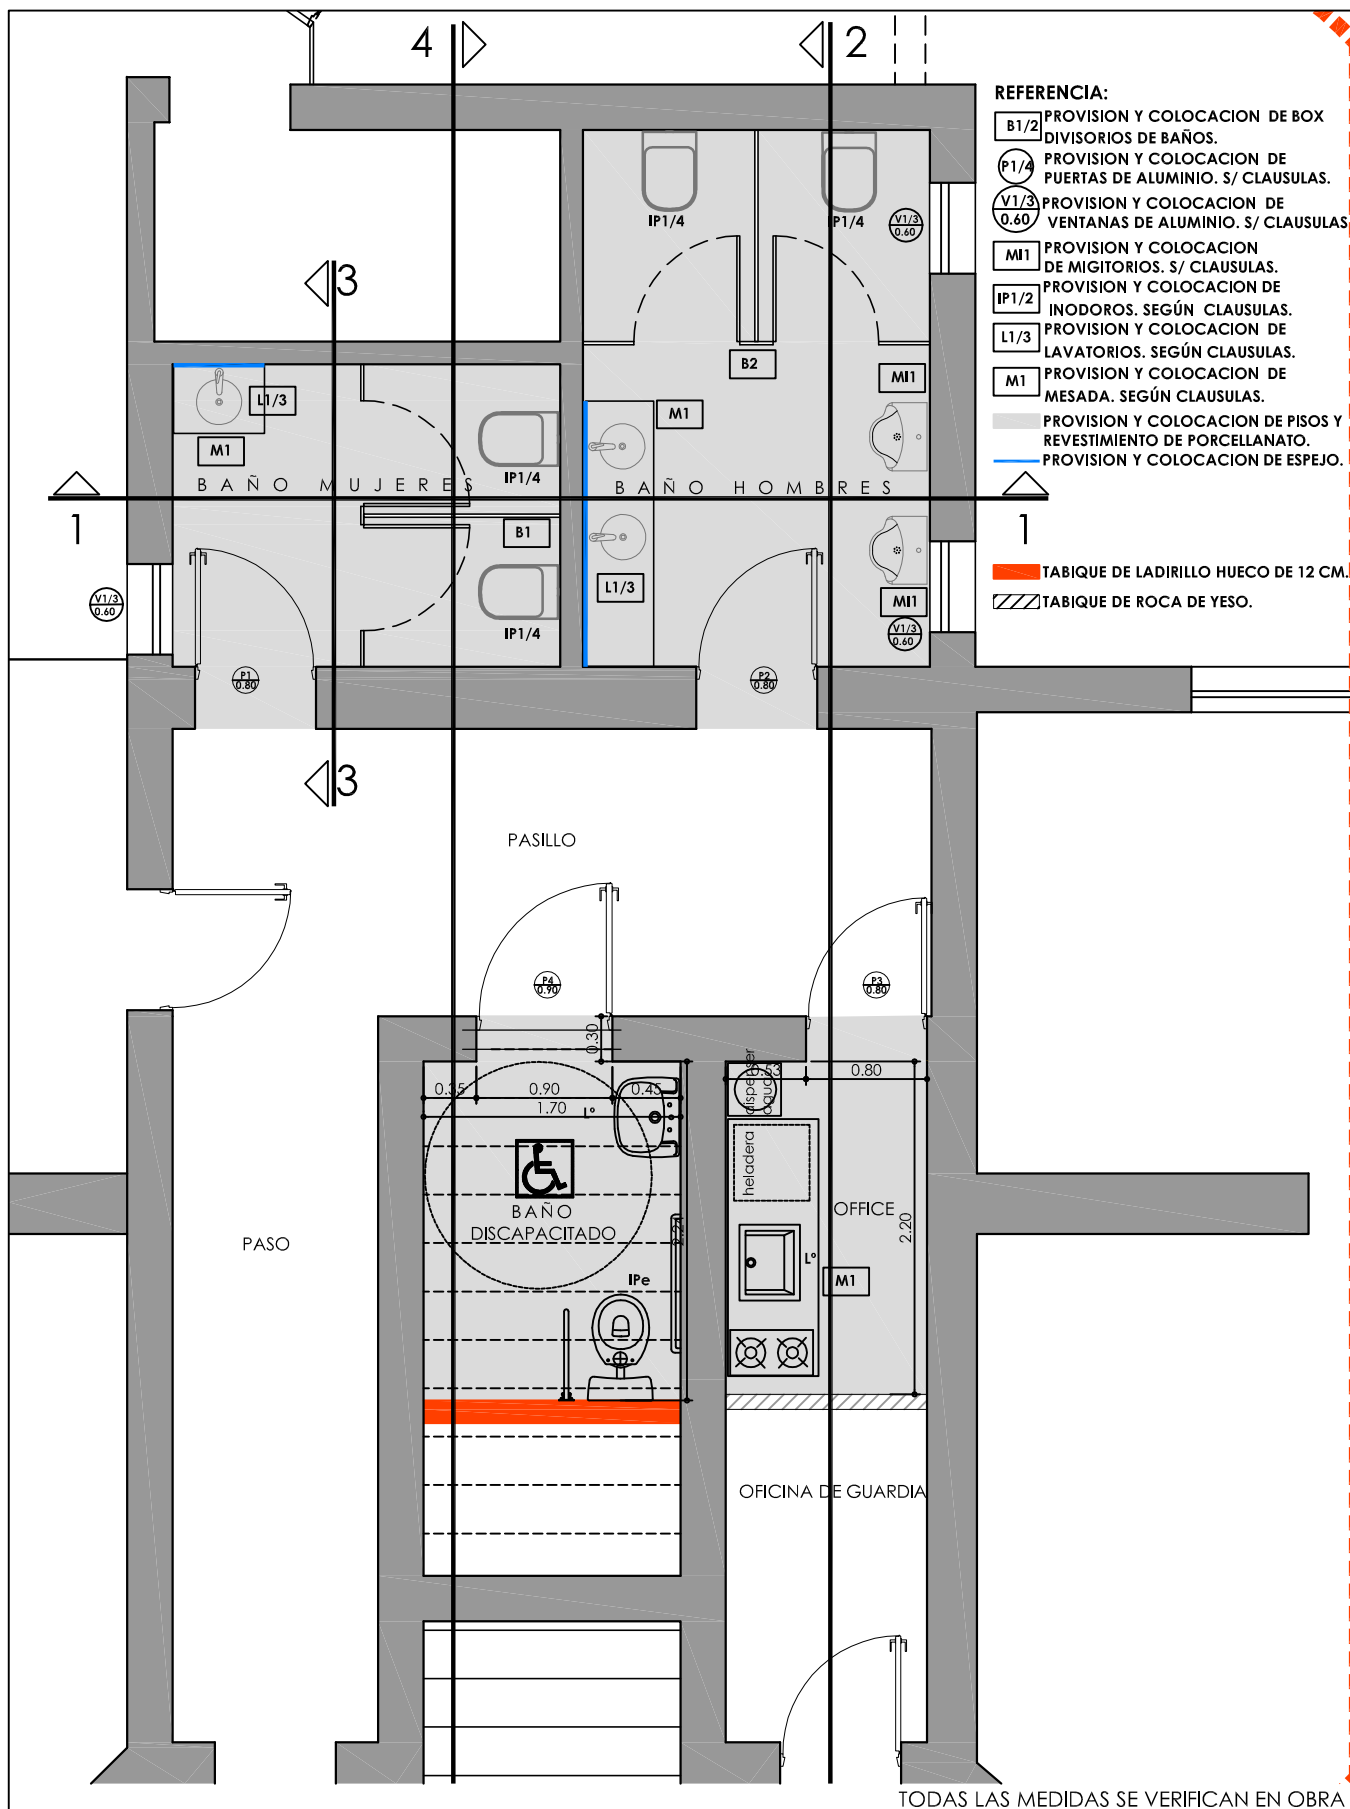 4
2
REFERENCIA:
B1/2 PROVISION Y COLOCACION DE BOX
DIVISORIOS DE BAÑOS.
P1/4 PROVISION Y COLOCACION DE
PUERTAS DE ALUMINIO. S/ CLAUSULAS.
V1/3
0.60
PROVISION Y COLOCACION DE
VENTANAS DE ALUMINIO. S/ CLAUSULAS
MI1 PROVISION Y COLOCACION
DE MIGITORIOS. S/ CLAUSULAS.
IP1/2 PROVISION Y COLOCACION DE
INODOROS. SEGÚN CLAUSULAS.
L1/3 PROVISION Y COLOCACION DE
LAVATORIOS. SEGÚN CLAUSULAS.
M1 PROVISION Y COLOCACION DE
MESADA. SEGÚN CLAUSULAS.
PROVISION Y COLOCACION DE PISOS Y
REVESTIMIENTO DE PORCELLANATO.
PROVISION Y COLOCACION DE ESPEJO.
TABIQUE DE LADIRILLO HUECO DE 12 CM.
TABIQUE DE ROCA DE YESO.
IP1/4
IP1/4
V1/3
0.60
3
B2
MI1
L1/3
M1
M1
IP1/4
BAÑO MUJERES
BAÑO HOMBRES
1
1
B1
L1/3
MI1
V1/3
0.60
V1/3
0.60
IP1/4
P1
0.80
P2
0.80
3
PASILLO
P4
0.90
P3
0.80
0.30
0.35
0.90
0.45
1.70
L°
0.53
0.80
dispenser
agua
heladera
BAÑO
DISCAPACITADO
2.21
OFFICE
2.20
PASO
L°
M1
IPe
OFICINA DE GUARDIA
TODAS LAS MEDIDAS SE VERIFICAN EN OBRA